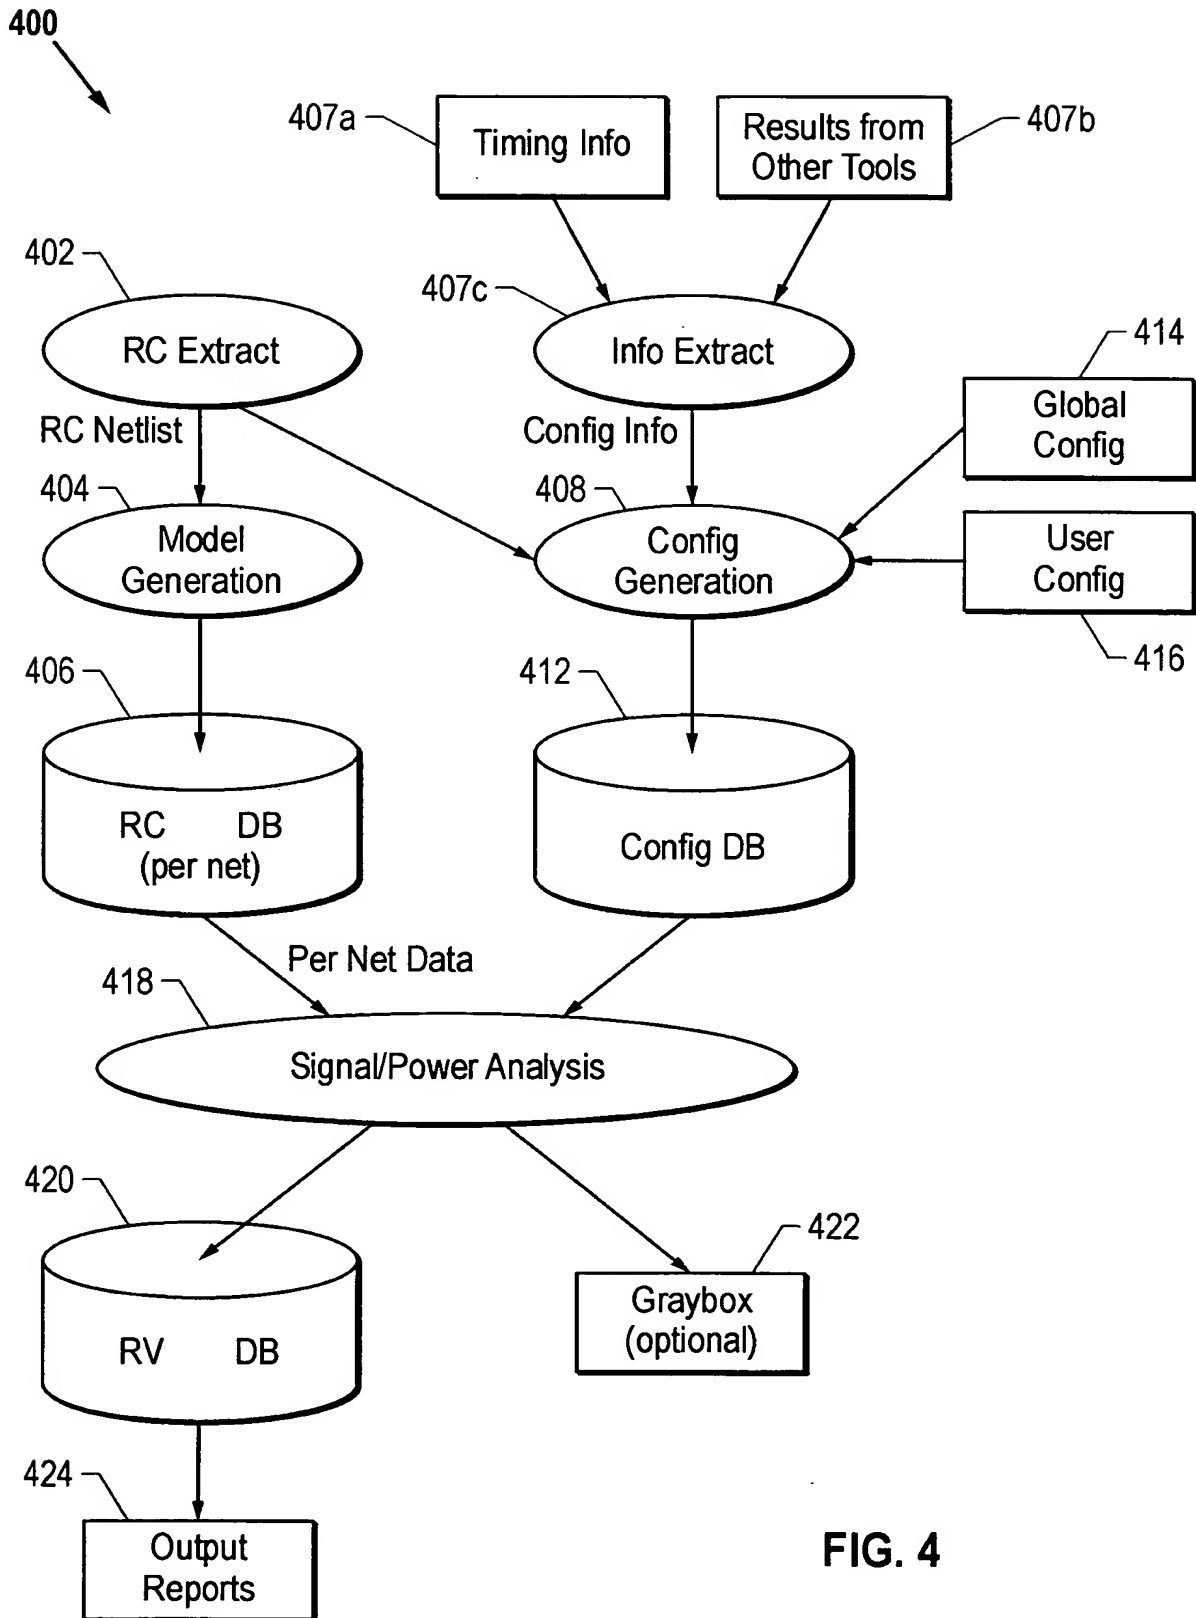 400
407a
Timing Info
Results from
Other Tools
407b
402
407c
RC Extract
Info Extract
414
Global
Config
RC Netlist
Config Info
404
408
Model
Generation
Config
Generation
User
Config
416
406
412
RC DB
(per net)
Config DB
Per Net Data
418
Signal/Power Analysis
420
422
Graybox
(optional)
RV DB
424
Output
Reports
FIG. 4